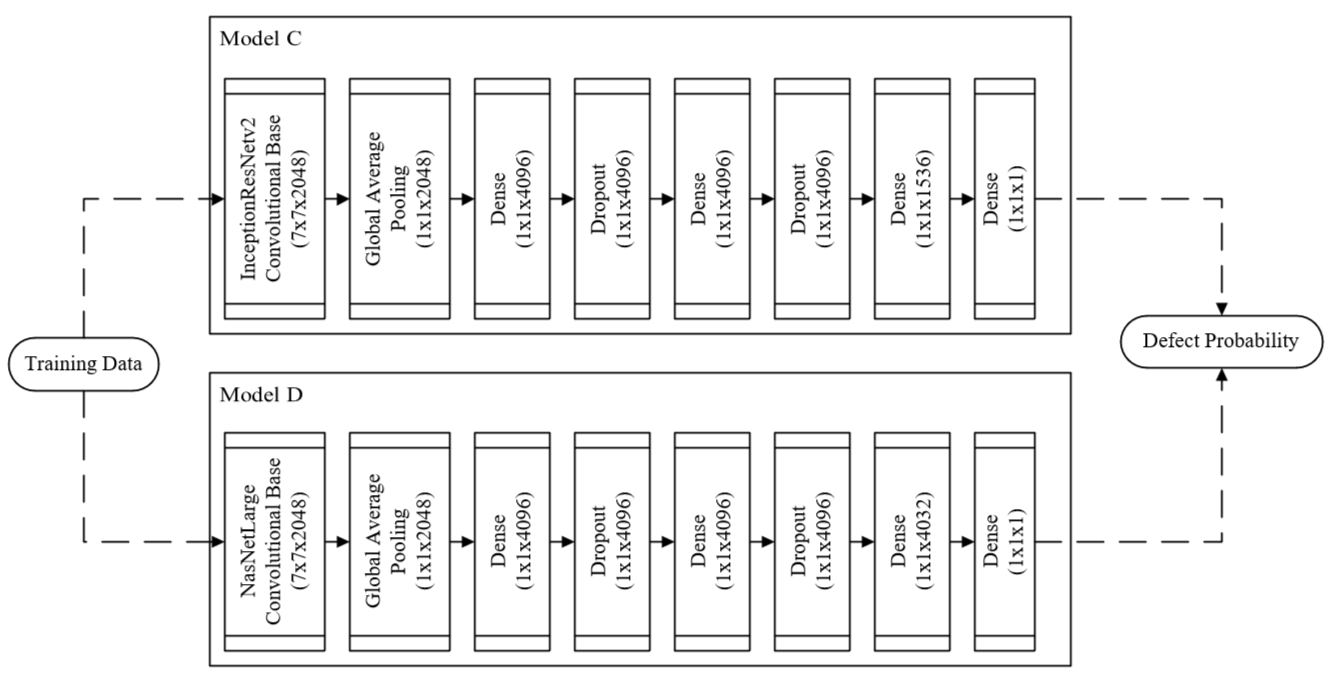 Model C
InceptionResNetv2
Convolutional Base
(7x7x2048)
Global Average
Pooling
(1x1x2048)
Dense
(1x1x4096)
Dropout
(1x1x4096)
Dense
(1x1x4096)
Dropout
(1x1x4096)
Dense
(1x1x1536)
Dense
(1x1x1)
Training Data
Defect Probability
Model D
NasNetLarge
Convolutional Base
(7x7x2048)
Global Average
Pooling
(1x1x2048)
Dense
(1x1x4096)
Dropout
(1x1x4096)
Dense
(1x1x4096)
Dropout
(1x1x4096)
Dense
(1x1x4032)
Dense
(1x1x1)